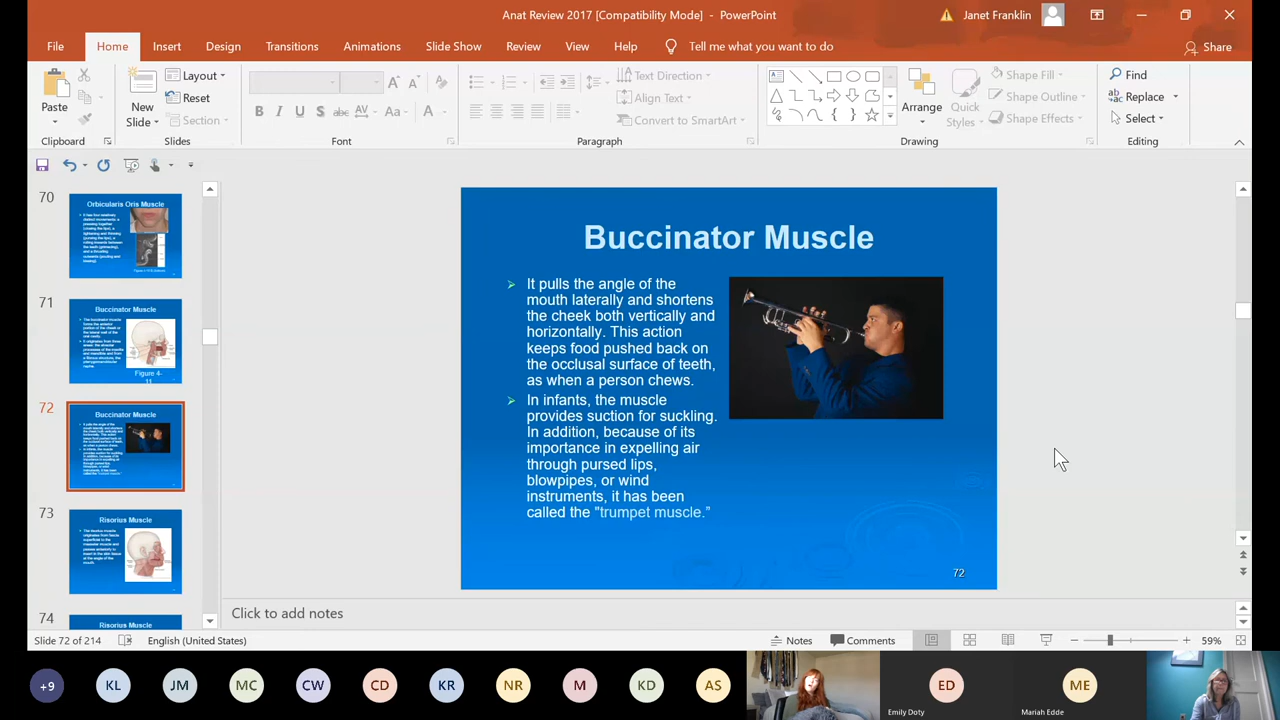 Anat Review 2017 [Compatibility Mode] - PowerPoint
Janet Franklin
File Home Insert Design Transitions Animations Slide Show Review View Help Tell me what you want to do Share
Paste
New
Slide
Layout
Reset
Section
B I U S abc AV Aa A
Text Direction
Align Text
Convert to SmartArt
Arrange
Quick
Styles
Shape Fill
Shape Outline
Shape Effects
Find
Replace
Select
Clipboard Slides Font Paragraph Drawing Editing
70
Orbicularis Oris Muscle
71
Buccinator Muscle
Figure 4-
11
72
Buccinator Muscle
73
Risorius Muscle
74
Risorius Muscle
Buccinator Muscle
It pulls the angle of the
mouth laterally and shortens
the cheek both vertically and
horizontally. This action
keeps food pushed back on
the occlusal surface of teeth,
as when a person chews.
In infants, the muscle
provides suction for suckling.
In addition, because of its
importance in expelling air
through pursed lips,
blowpipes, or wind
instruments, it has been
called the "trumpet muscle."
72
Click to add notes
Slide 72 of 214 English (United States) Notes Comments 59%
+9 KL JM MC CW CD KR NR M KD AS ED ME
Emily Doty Mariah Edde